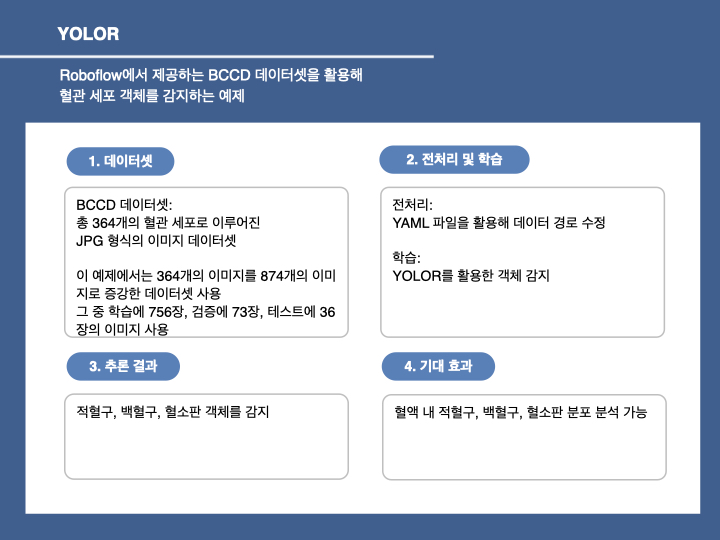 YOLOR
Roboflow에서 제공하는 BCCD 데이터셋을 활용해
혈관 세포 객체를 감지하는 예제
1. 데이터셋
BCCD 데이터셋:
총 364개의 혈관 세포로 이루어진
JPG 형식의 이미지 데이터셋
이 예제에서는 364개의 이미지를 874개의 이미
지로 증강한 데이터셋 사용
그 중 학습에 756장, 검증에 73장, 테스트에 36
장의 이미지 사용
2. 전처리 및 학습
전처리:
YAML 파일을 활용해 데이터 경로 수정
학습:
YOLOR를 활용한 객체 감지
3. 추론 결과
적혈구, 백혈구, 혈소판 객체를 감지
4. 기대 효과
혈액 내 적혈구, 백혈구, 혈소판 분포 분석 가능